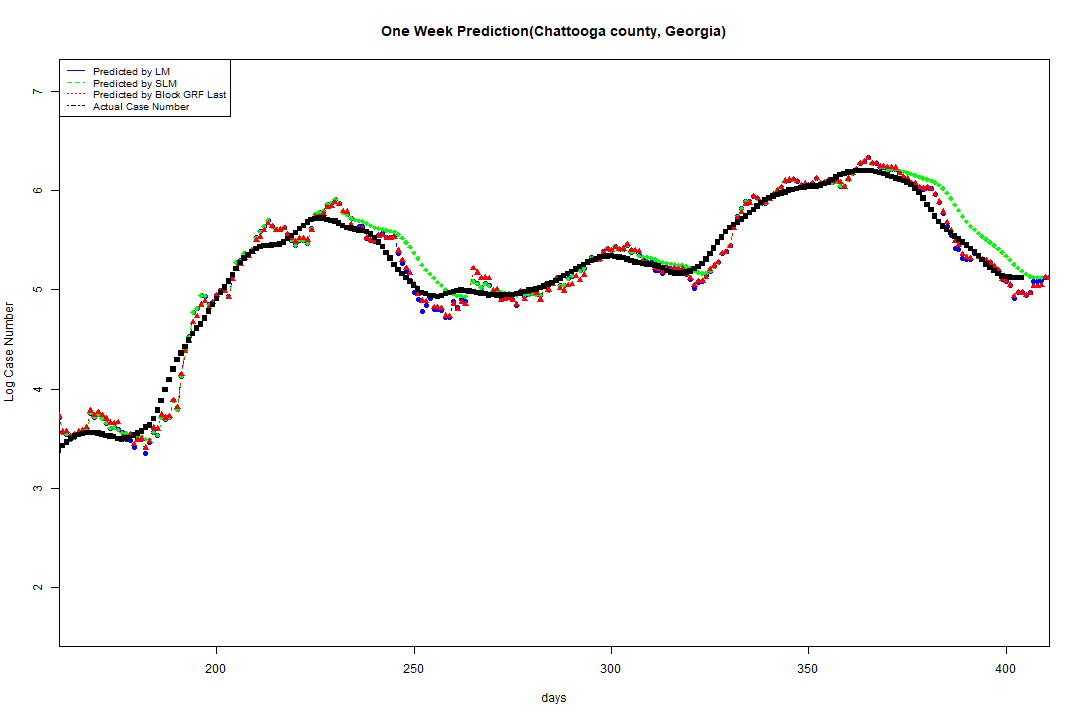 One Week Prediction(Chattooga county, Georgia)
Predicted by LM
Predicted by SLM
Predicted by Block GRF Last
Actual Case Number
7
6
5
4
3
2
Log Case Number
200 250 300 350 400
days